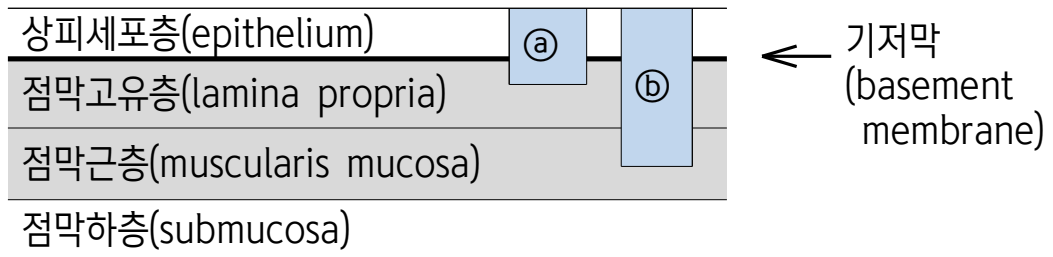 상피세포층(epithelium)
ⓐ
기저막
(basement
membrane)
점막고유층(lamina propria)
ⓑ
점막근층(muscularis mucosa)
점막하층(submucosa)